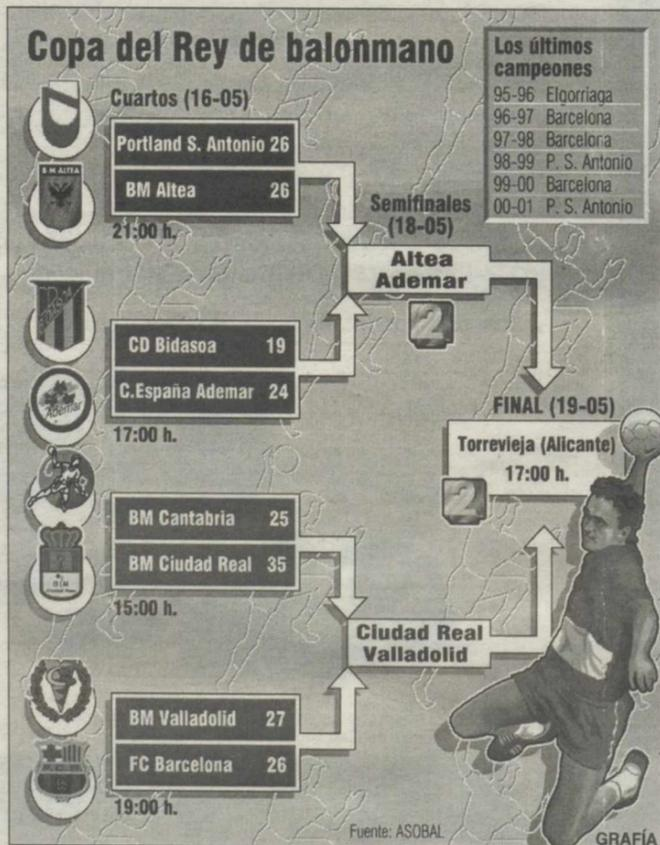 Copa del Rey de balonmano
Los últimos
campeones
95-96 Elgorriaga
96-97 Barcelona
97-98 Barcelona
98-99 P. S. Antonio
99-00 Barcelona
00-01 P. S. Antonio
Cuartos (16-05)
Portland S. Antonio 26
BM Altea 26
21:00 h.
B M ALTEA
Semifinales
(18-05)
Altea
Ademar
2
CD Bidasoa 19
C.España Ademar 24
17:00 h.
Ademar
FINAL (19-05)
Torrevieja (Alicante)
17:00 h.
2
BM Cantabria 25
BM Ciudad Real 35
15:00 h.
Ciudad Real
Valladolid
BM Valladolid 27
FC Barcelona 26
19:00 h.
Fuente: ASOBAL
GRAFÍA